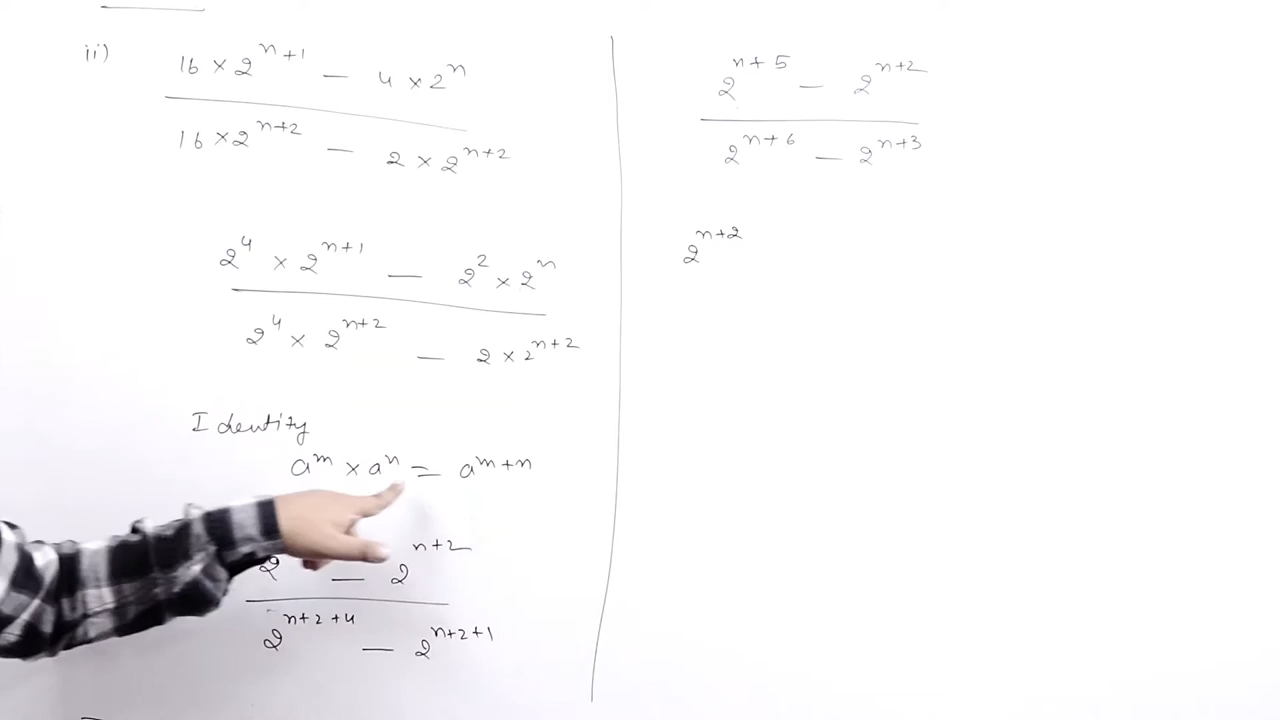 ii) 16 × 2^{n+1} — 4 × 2^n
16 × 2^{n+2} — 2 × 2^{n+2}
2^4 × 2^{n+1} — 2^2 × 2^n
2^4 × 2^{n+2} — 2 × 2^{n+2}
Identity
a^m × a^n = a^{m+n}
2 — 2^{n+2}
2^{n+2+4} — 2^{n+2+1}
2^{n+5} — 2^{n+2}
2^{n+6} — 2^{n+3}
2^{n+2}